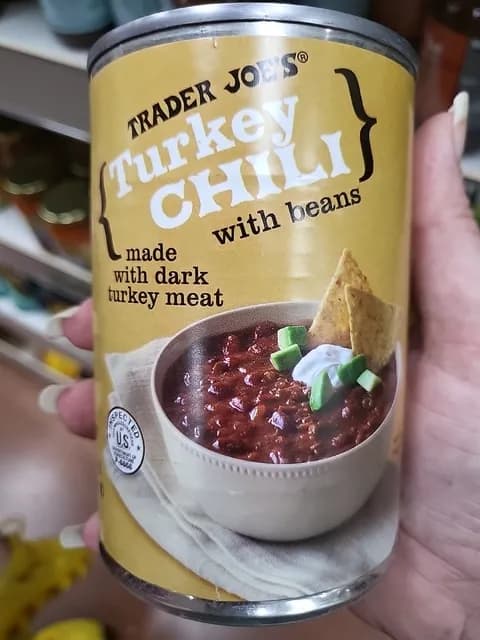 TRADER JOE'S®
Turkey
CHILI
with beans
made
with dark
turkey meat
INSPECTED
U.S.